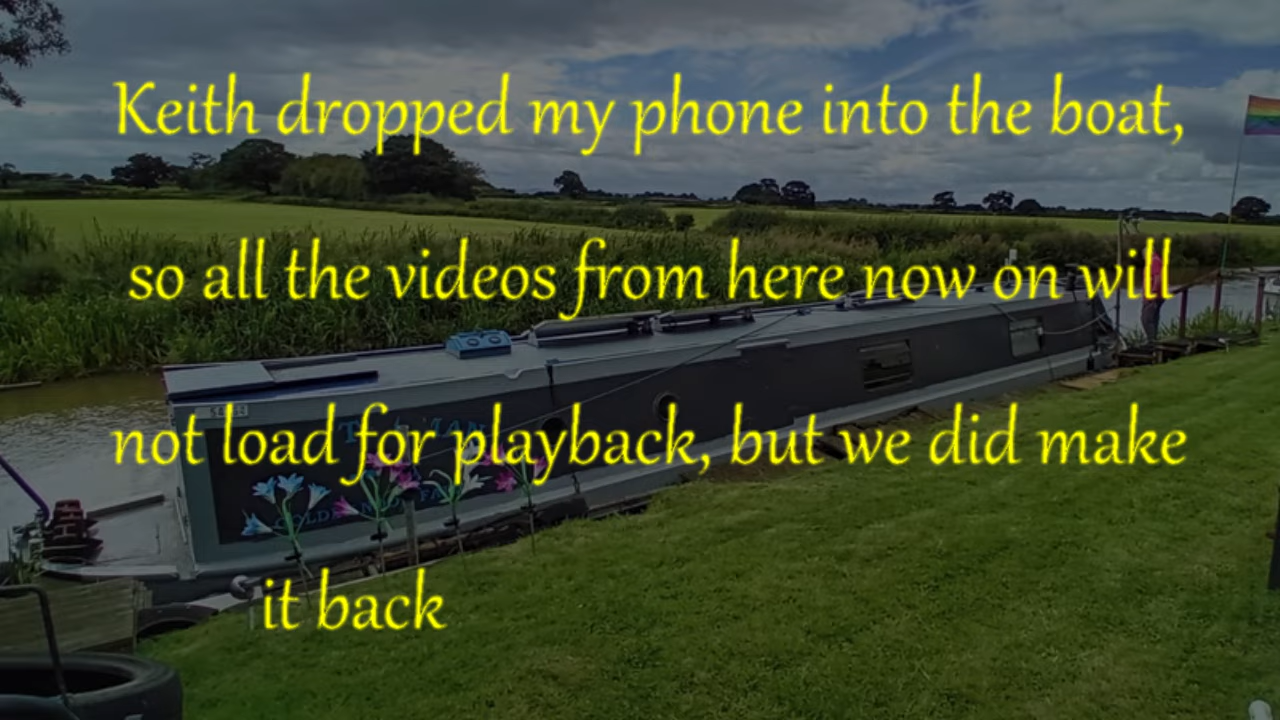 Keith dropped my phone into the boat,
so all the videos from here now on will
not load for playback, but we did make
it back